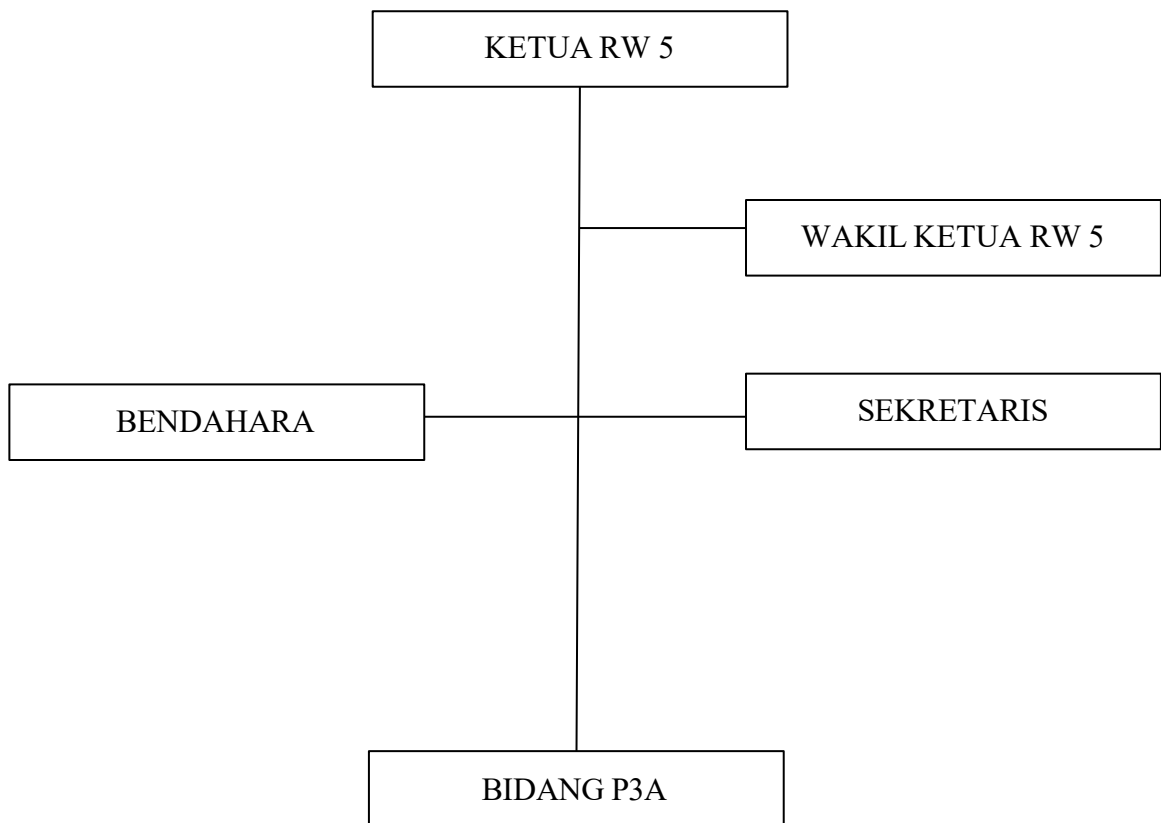 KETUA RW 5
WAKIL KETUA RW 5
BENDAHARA
SEKRETARIS
BIDANG P3A